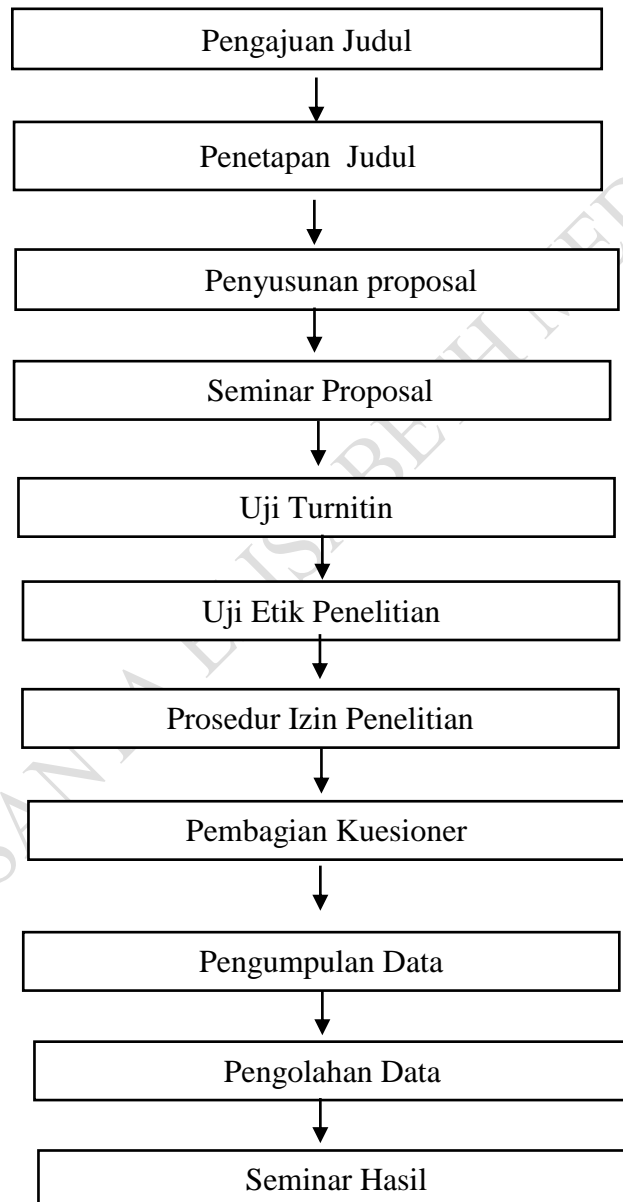 Pengajuan Judul
Penetapan Judul
Penyusunan proposal
Seminar Proposal
Uji Turnitin
Uji Etik Penelitian
Prosedur Izin Penelitian
Pembagian Kuesioner
Pengumpulan Data
Pengolahan Data
Seminar Hasil